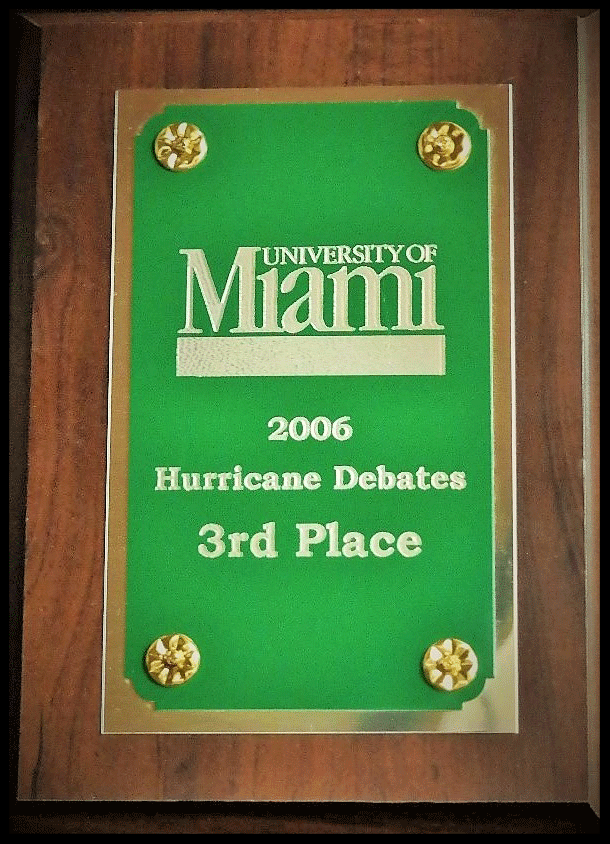 UNIVERSITY OF
Miami
2006
Hurricane Debates
3rd Place